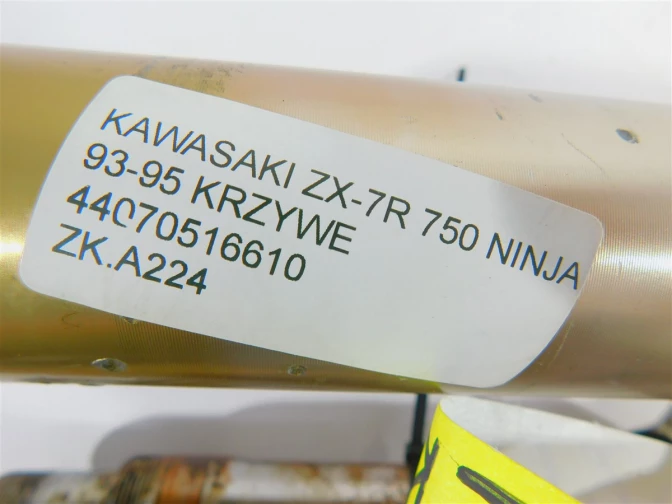 KAWASAKI ZX-7R 750 NINJA
93-95 KRZYWE
44070516610
ZK.A224